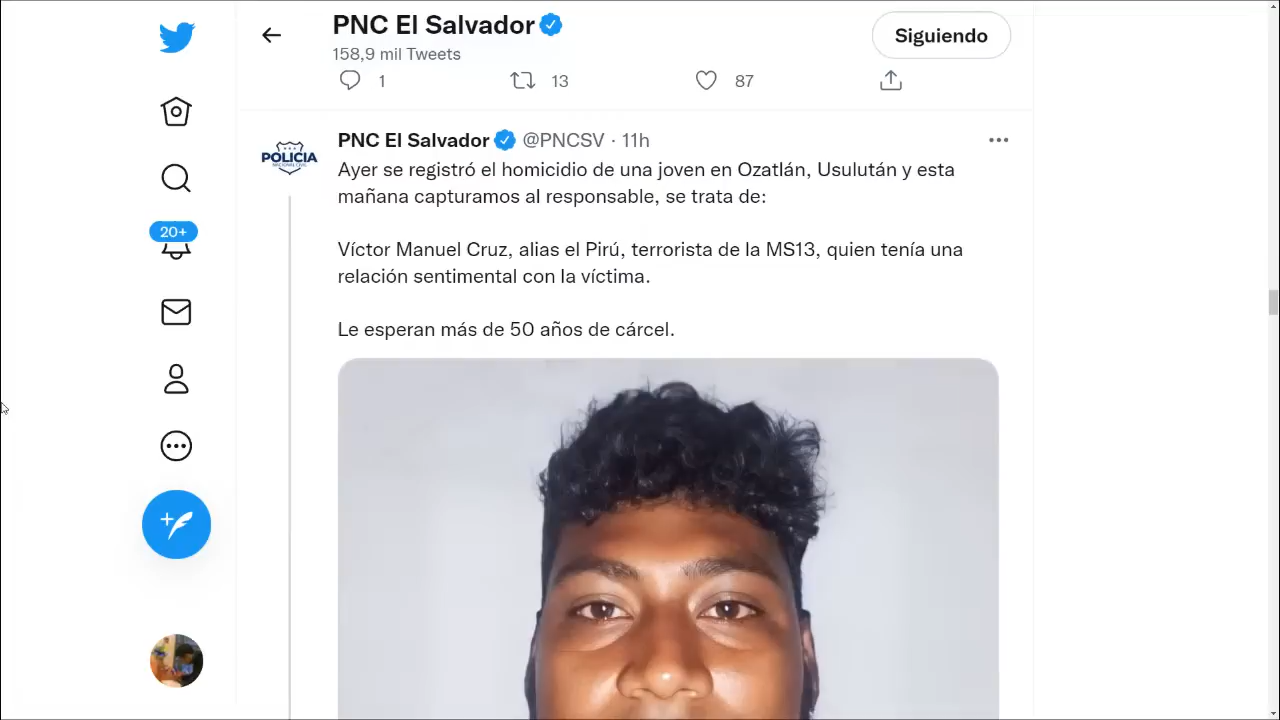 PNC El Salvador
158,9 mil Tweets
Siguiendo
1
13
87
PNC El Salvador @PNCSV · 11h
POLICIA
NACIONAL CIVIL
Ayer se registró el homicidio de una joven en Ozatlán, Usulután y esta
mañana capturamos al responsable, se trata de:
Víctor Manuel Cruz, alias el Pirú, terrorista de la MS13, quien tenía una
relación sentimental con la víctima.
Le esperan más de 50 años de cárcel.
20+